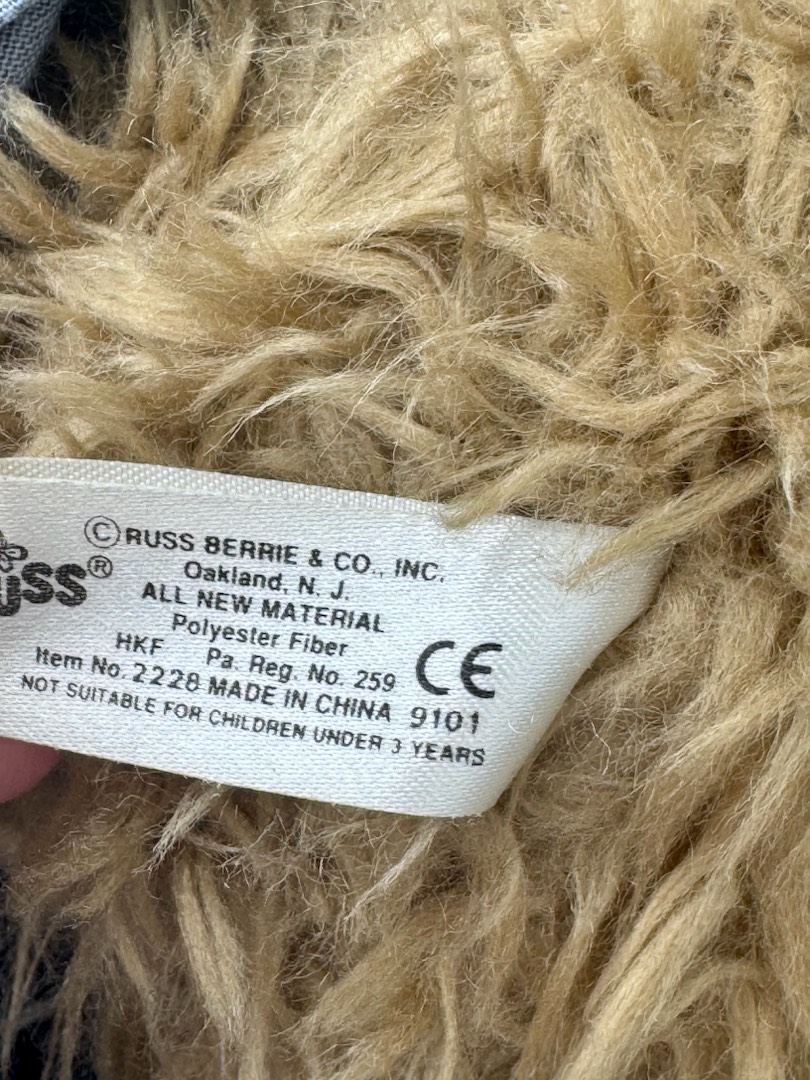 uss®
© RUSS BERRIE & CO., INC.
Oakland, N. J.
ALL NEW MATERIAL
Polyester Fiber
HKF Pa. Reg. No. 259
Item No. 2228 MADE IN CHINA 9101
NOT SUITABLE FOR CHILDREN UNDER 3 YEARS
CE